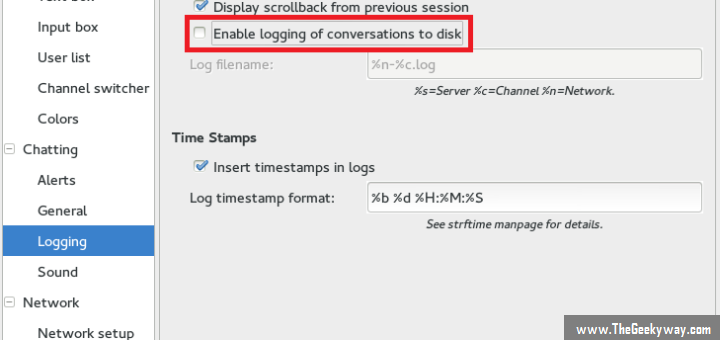 Input box
User list
Channel switcher
Colors
Chatting
Alerts
General
Logging
Sound
Network
Network setup
Display scrollback from previous session
Enable logging of conversations to disk
Log filename: %n-%c.log
%s=Server %c=Channel %n=Network.
Time Stamps
Insert timestamps in logs
Log timestamp format: %b %d %H:%M:%S
See strftime manpage for details.
www.TheGeekyway.com